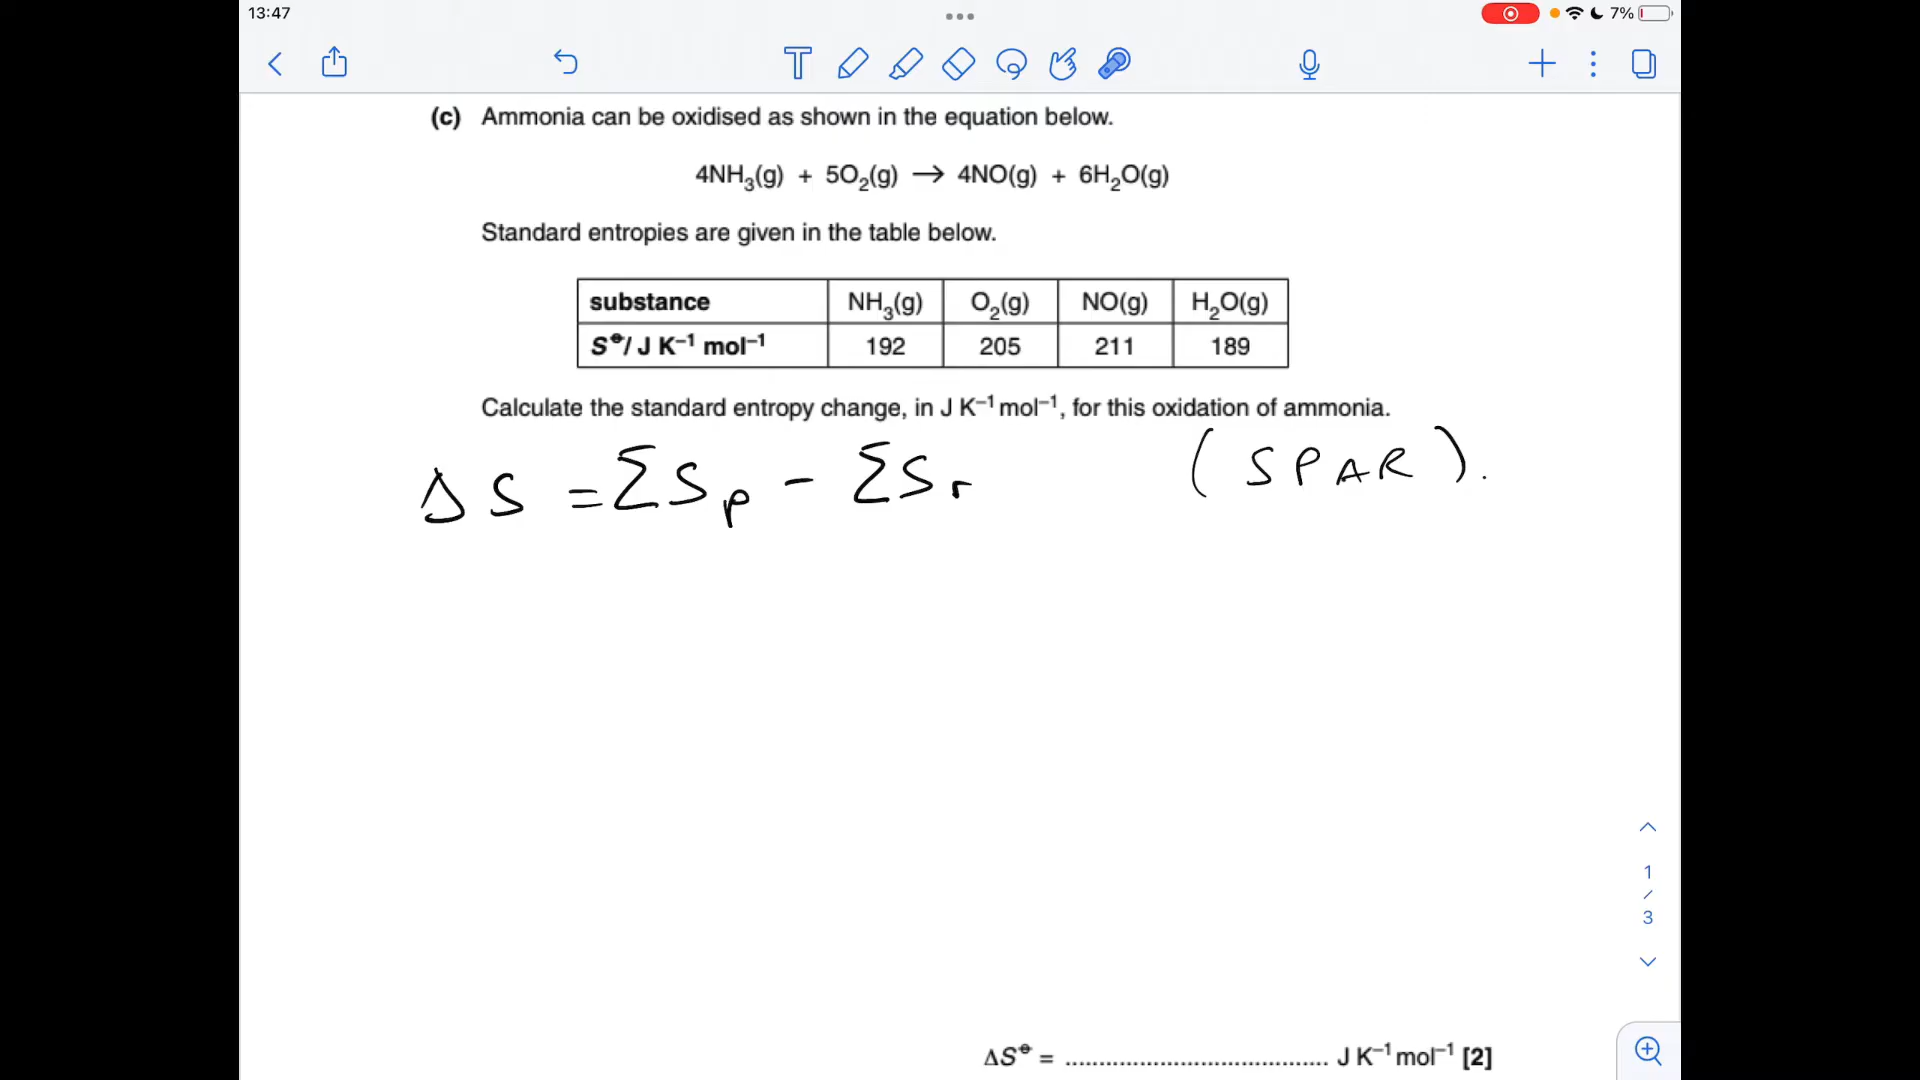 13:47
7%
(c) Ammonia can be oxidised as shown in the equation below.
4NH₃(g) + 5O₂(g) → 4NO(g) + 6H₂O(g)
Standard entropies are given in the table below.
substance NH₃(g) O₂(g) NO(g) H₂O(g)
S⦵/ J K⁻¹ mol⁻¹ 192 205 211 189
Calculate the standard entropy change, in J K⁻¹ mol⁻¹, for this oxidation of ammonia.
ΔS = ΣSₚ - ΣSᵣ (SPAR).
1
/
3
ΔS⦵ = .................................... J K⁻¹ mol⁻¹ [2]